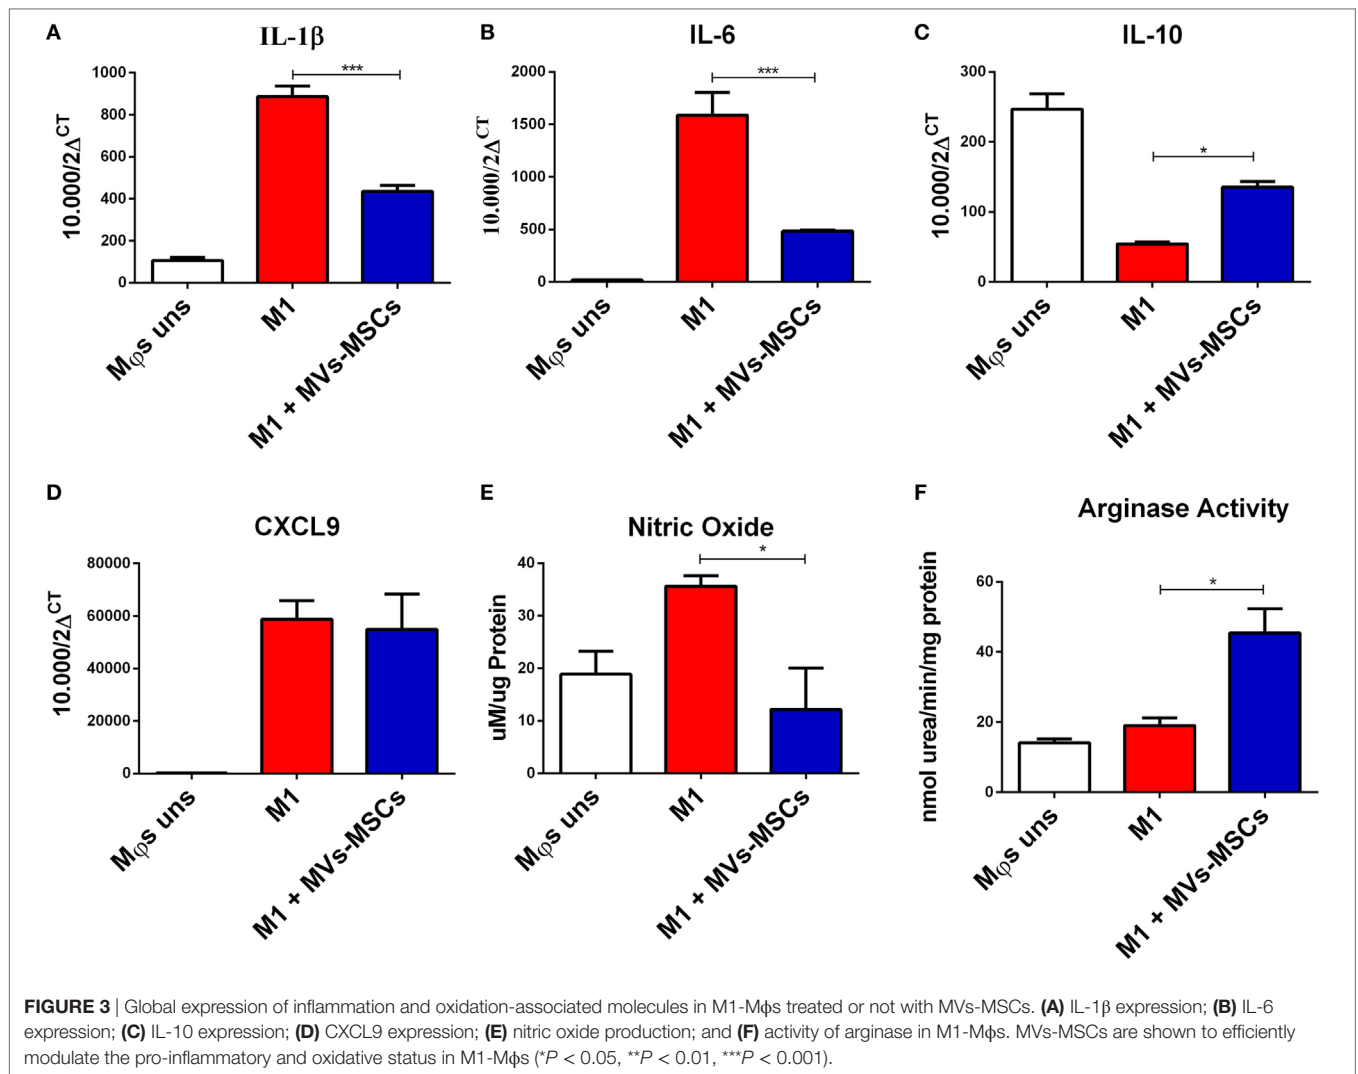 A
IL-1β
10.000/2Δ^CT
1000
800
600
400
200
0
***
Mφs uns
M1
M1 + MVs-MSCs
B
IL-6
10.000/2Δ^CT
2000
1500
1000
500
0
***
Mφs uns
M1
M1 + MVs-MSCs
C
IL-10
10.000/2Δ^CT
300
200
100
0
*
Mφs uns
M1
M1 + MVs-MSCs
D
CXCL9
10.000/2Δ^CT
80000
60000
40000
20000
0
Mφs uns
M1
M1 + MVs-MSCs
E
Nitric Oxide
uM/ug Protein
40
30
20
10
0
*
Mφs uns
M1
M1 + MVs-MSCs
F
Arginase Activity
nmol urea/min/mg protein
60
40
20
0
*
Mφs uns
M1
M1 + MVs-MSCs
FIGURE 3 | Global expression of inflammation and oxidation-associated molecules in M1-Mϕs treated or not with MVs-MSCs. (A) IL-1β expression; (B) IL-6
expression; (C) IL-10 expression; (D) CXCL9 expression; (E) nitric oxide production; and (F) activity of arginase in M1-Mϕs. MVs-MSCs are shown to efficiently
modulate the pro-inflammatory and oxidative status in M1-Mϕs (*P < 0.05, **P < 0.01, ***P < 0.001).